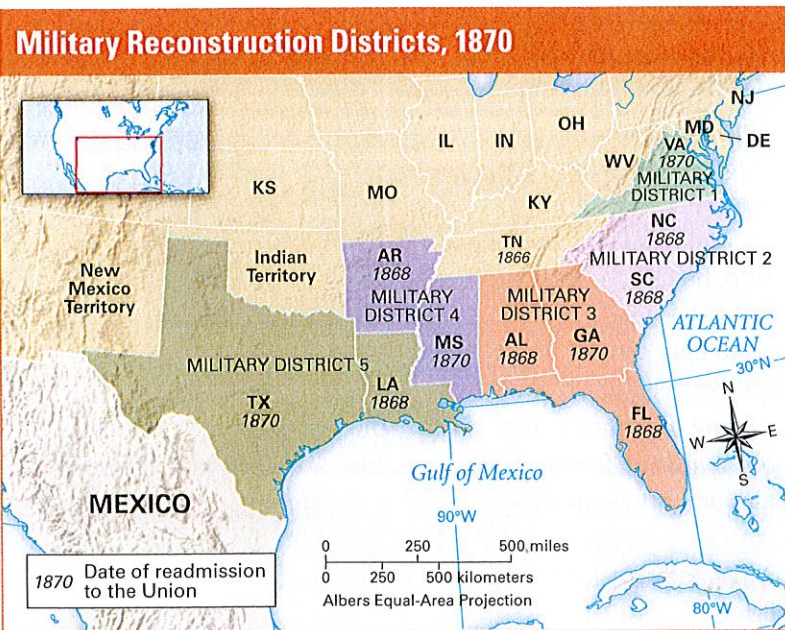 Military Reconstruction Districts, 1870
NJ
OH
IL
IN
MD
DE
VA
1870
WV
MILITARY
DISTRICT 1
KS
MO
KY
NC
1868
TN
1866
MILITARY DISTRICT 2
SC
1868
New
Mexico
Territory
Indian
Territory
AR
1868
MILITARY
DISTRICT 4
MS
1870
MILITARY
DISTRICT 3
AL
1868
GA
1870
ATLANTIC
OCEAN
30°N
MILITARY DISTRICT 5
TX
1870
LA
1868
FL
1868
N
W
E
S
Gulf of Mexico
90°W
MEXICO
0 250 500 miles
0 250 500 kilometers
Albers Equal-Area Projection
1870 Date of readmission
to the Union
80°W